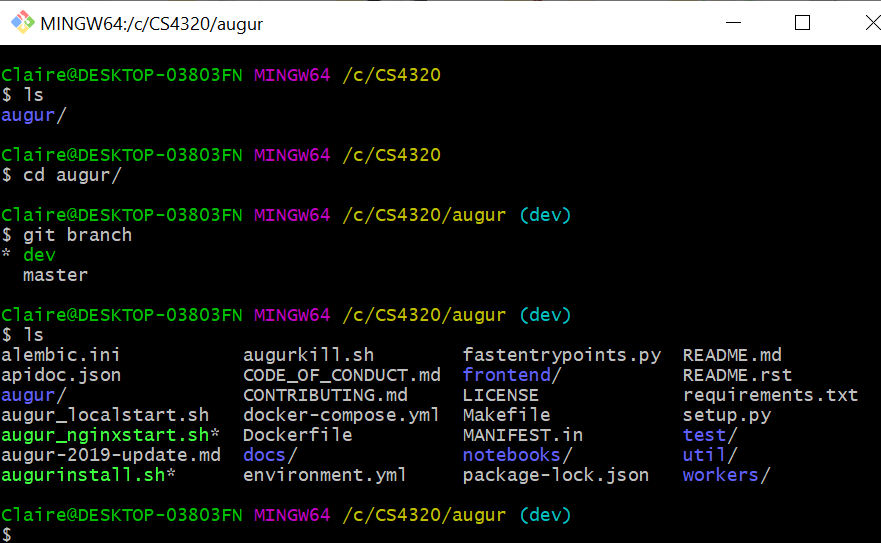 MINGW64:/c/CS4320/augur
Claire@DESKTOP-03803FN MINGW64 /c/CS4320
$ ls
augur/
Claire@DESKTOP-03803FN MINGW64 /c/CS4320
$ cd augur/
Claire@DESKTOP-03803FN MINGW64 /c/CS4320/augur (dev)
$ git branch
* dev
  master
Claire@DESKTOP-03803FN MINGW64 /c/CS4320/augur (dev)
$ ls
alembic.ini           augurkill.sh        fastentrypoints.py  README.md
apidoc.json           CODE_OF_CONDUCT.md  frontend/           README.rst
augur/                CONTRIBUTING.md     LICENSE             requirements.txt
augur_localstart.sh   docker-compose.yml  Makefile            setup.py
augur_nginxstart.sh*  Dockerfile          MANIFEST.in         test/
augur-2019-update.md  docs/               notebooks/          util/
augurinstall.sh*      environment.yml     package-lock.json   workers/
Claire@DESKTOP-03803FN MINGW64 /c/CS4320/augur (dev)
$